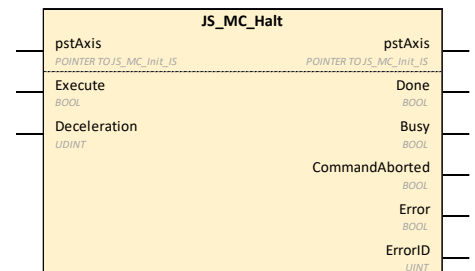 JS_MC_Halt
pstAxis pstAxis
POINTER TO JS_MC_Init_IS POINTER TO JS_MC_Init_IS
Execute Done
BOOL BOOL
Deceleration Busy
UDINT BOOL
CommandAborted
BOOL
Error
BOOL
ErrorID
UINT